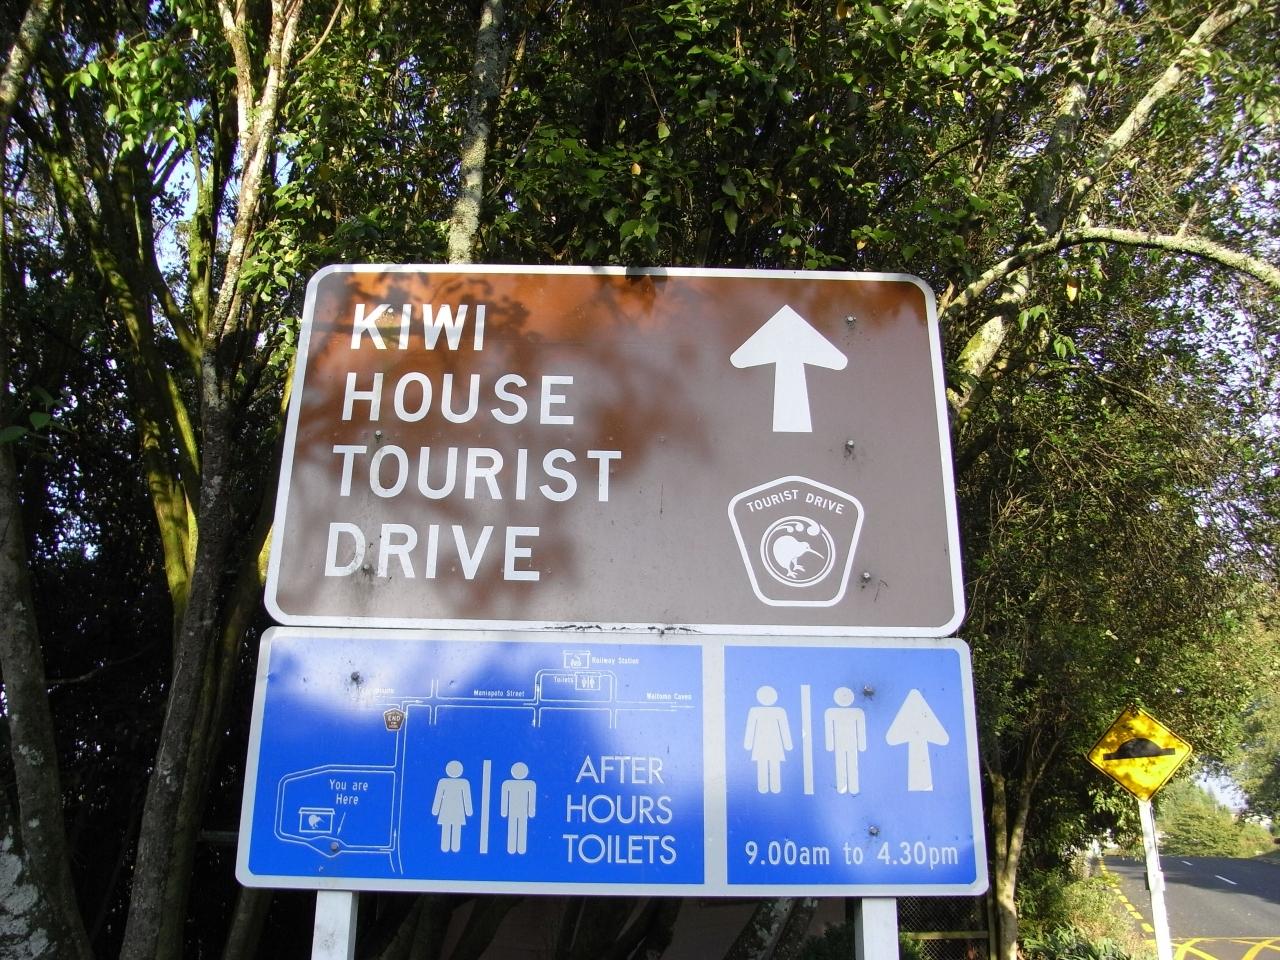 KIWI
HOUSE
TOURIST
DRIVE
TOURIST DRIVE
Railway Station
Toilets
Maniapoto Street
Waitomo Caves
END
You are
Here
AFTER
HOURS
TOILETS
9.00am to 4.30pm